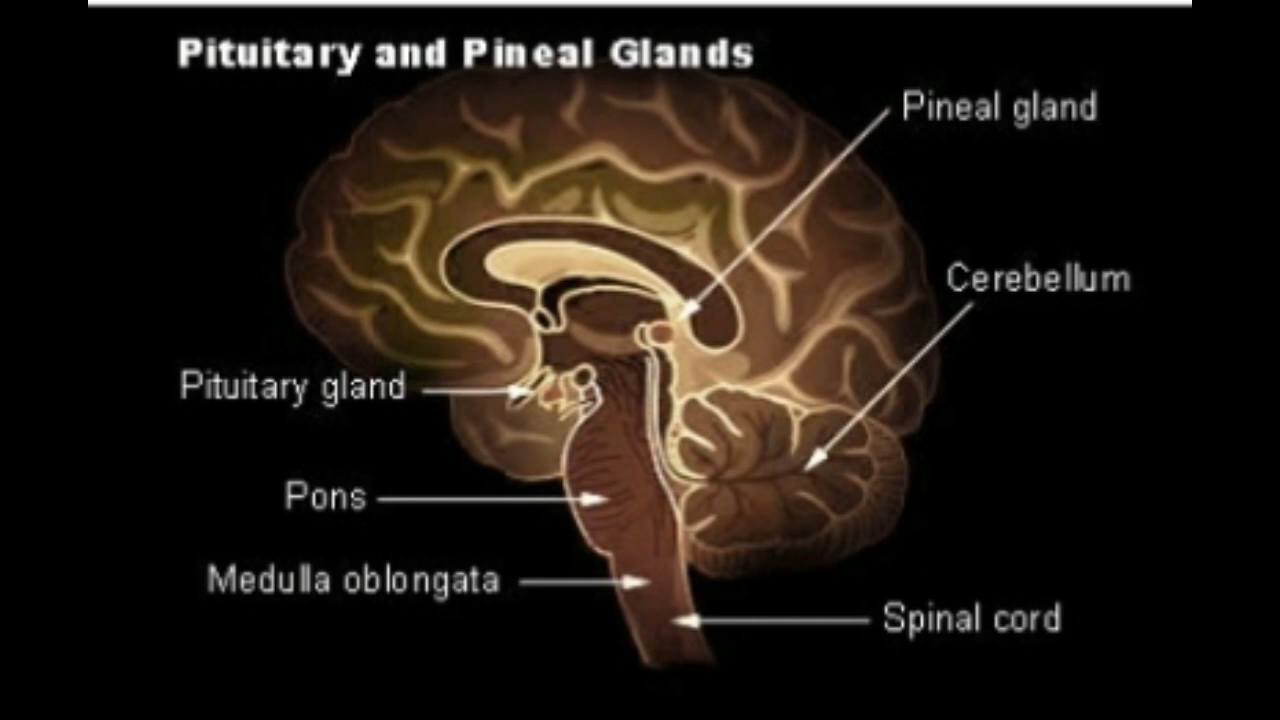 Pituitary and Pineal Glands
Pineal gland
Cerebellum
Pituitary gland
Pons
Medulla oblongata
Spinal cord